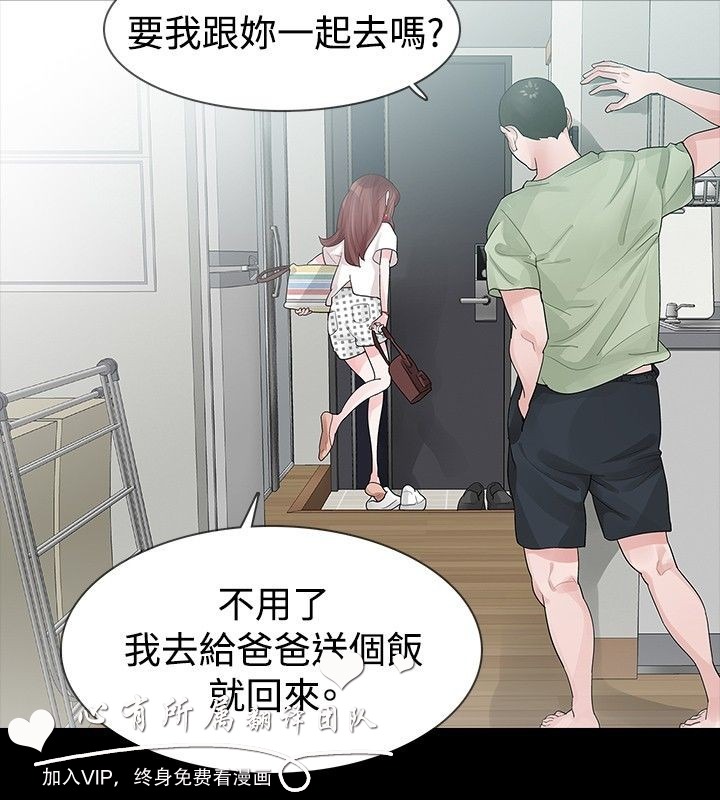 要我跟妳一起去嗎?
不用了
我去給爸爸送個飯
就回來。
心有所属翻译团队
加入VIP，终身免费看漫画